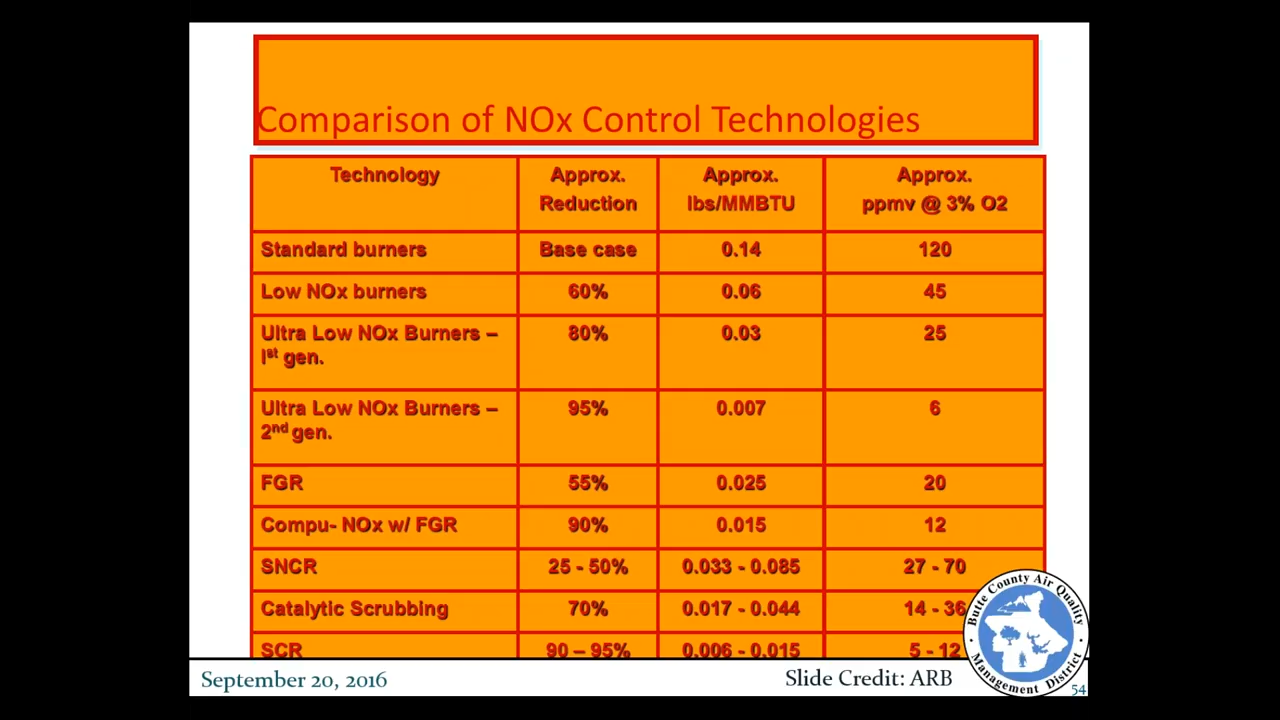 Comparison of NOx Control Technologies
Technology Approx. Approx. Approx.
Reduction lbs/MMBTU ppmv @ 3% O2
Standard burners Base case 0.14 120
Low NOx burners 60% 0.06 45
Ultra Low NOx Burners – 80% 0.03 25
Ist gen.
Ultra Low NOx Burners – 95% 0.007 6
2nd gen.
FGR 55% 0.025 20
Compu- NOx w/ FGR 90% 0.015 12
SNCR 25 - 50% 0.033 - 0.085 27 - 70
Catalytic Scrubbing 70% 0.017 - 0.044 14 - 36
SCR 90 – 95% 0.006 - 0.015 5 - 12
Butte County Air Quality
Management District
September 20, 2016
Slide Credit: ARB
54